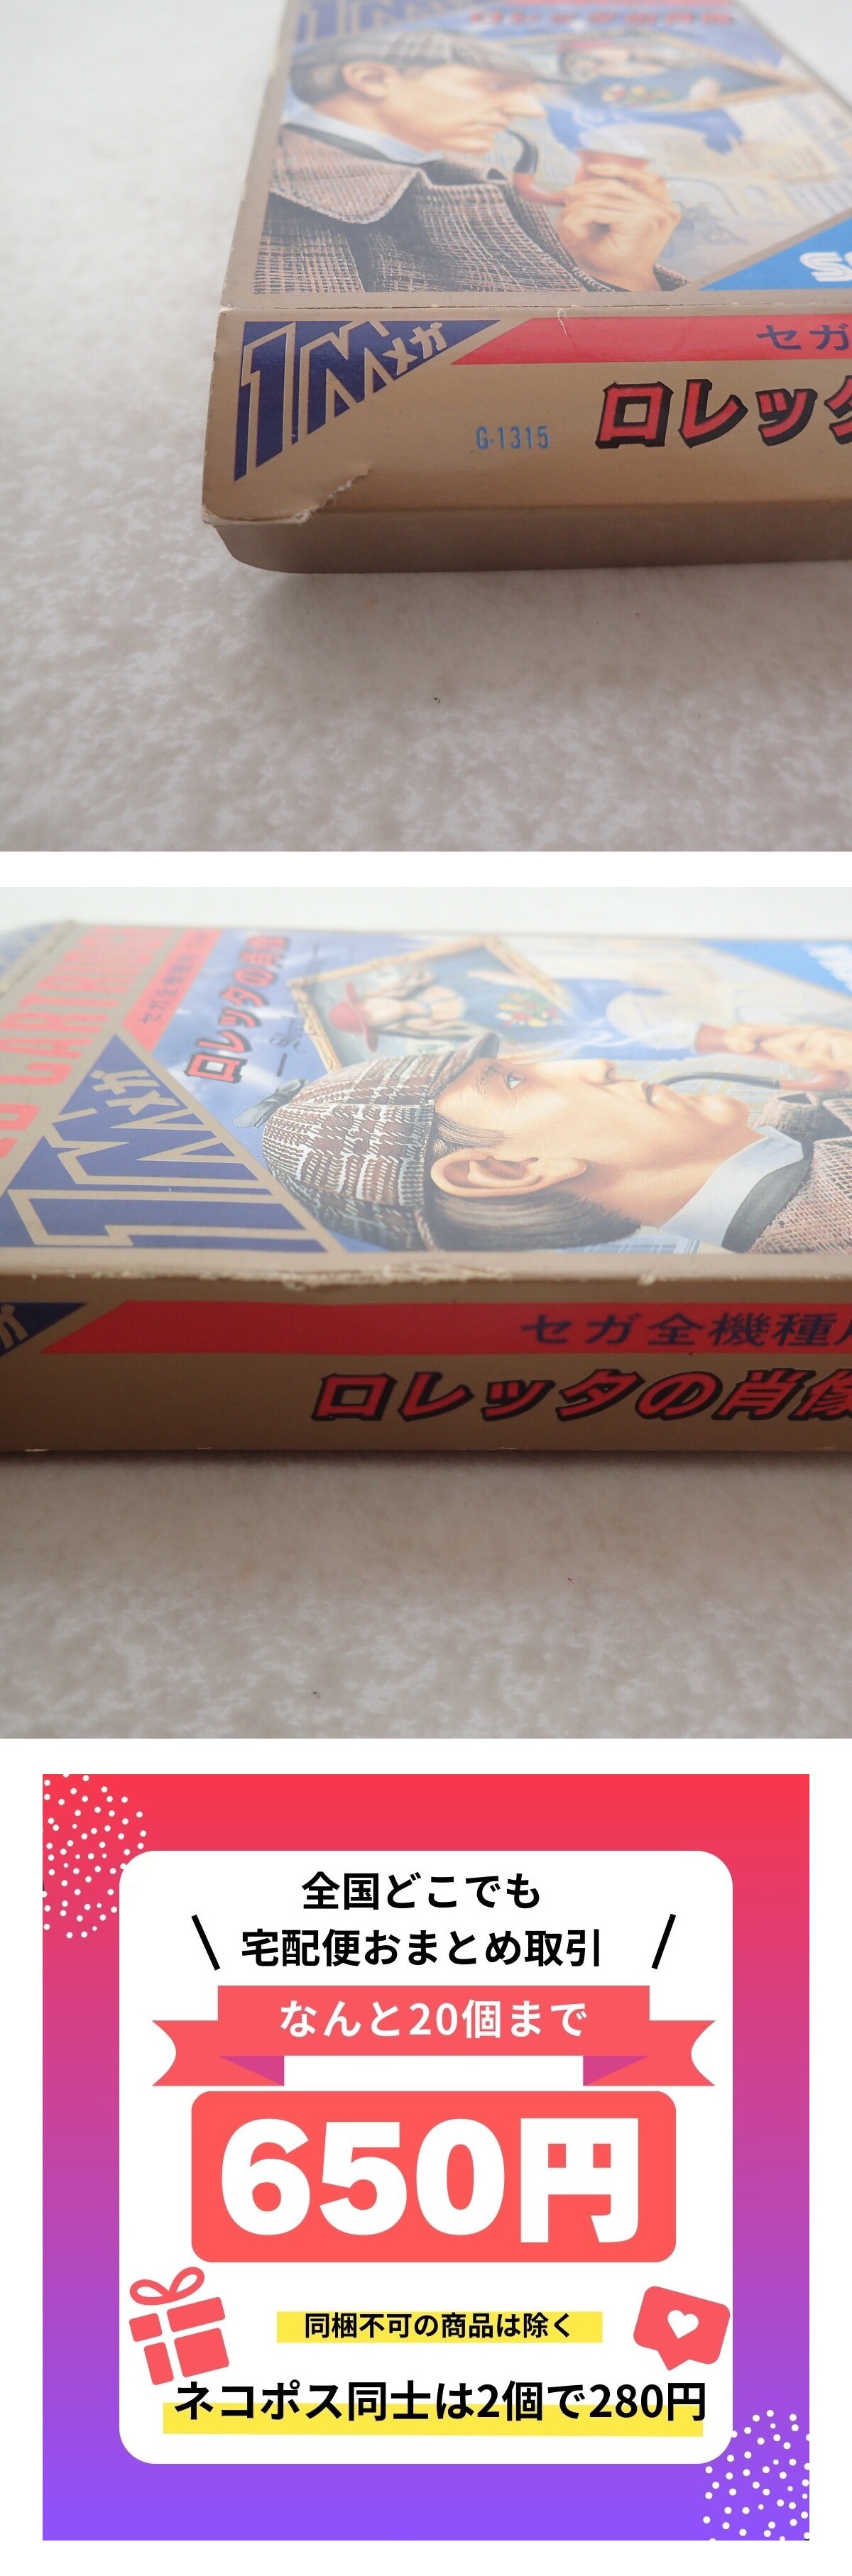 1M
メガ
セガ
G-1315
ロレッタ
セガ全機種
ロレッタの肖像
1M
メガ
ガ
セガ全機種用
ロレッタの肖像
全国どこでも
宅配便おまとめ取引
なんと20個まで
650円
同梱不可の商品は除く
ネコポス同士は2個で280円